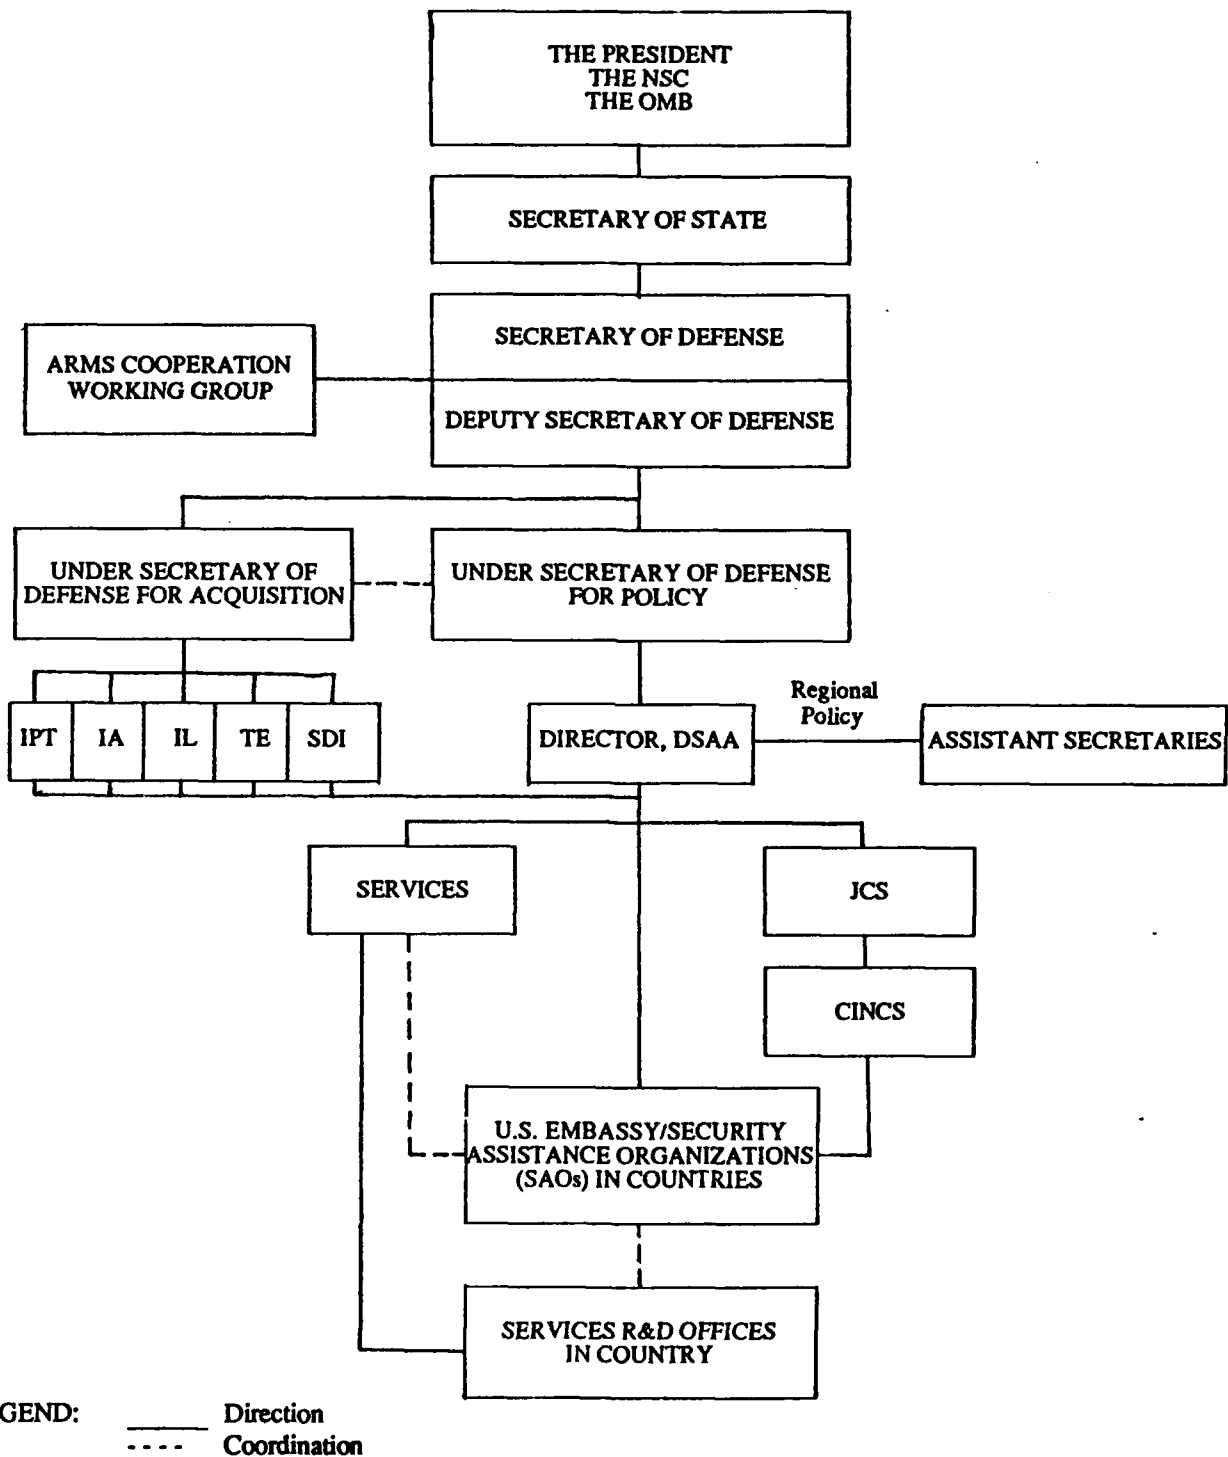 THE PRESIDENT
THE NSC
THE OMB
SECRETARY OF STATE
SECRETARY OF DEFENSE
ARMS COOPERATION
WORKING GROUP
DEPUTY SECRETARY OF DEFENSE
UNDER SECRETARY OF
DEFENSE FOR ACQUISITION
UNDER SECRETARY OF DEFENSE
FOR POLICY
IPT
IA
IL
TE
SDI
DIRECTOR, DSAA
Regional
Policy
ASSISTANT SECRETARIES
SERVICES
JCS
CINCS
U.S. EMBASSY/SECURITY
ASSISTANCE ORGANIZATIONS
(SAOs) IN COUNTRIES
SERVICES R&D OFFICES
IN COUNTRY
GEND:
Direction
Coordination